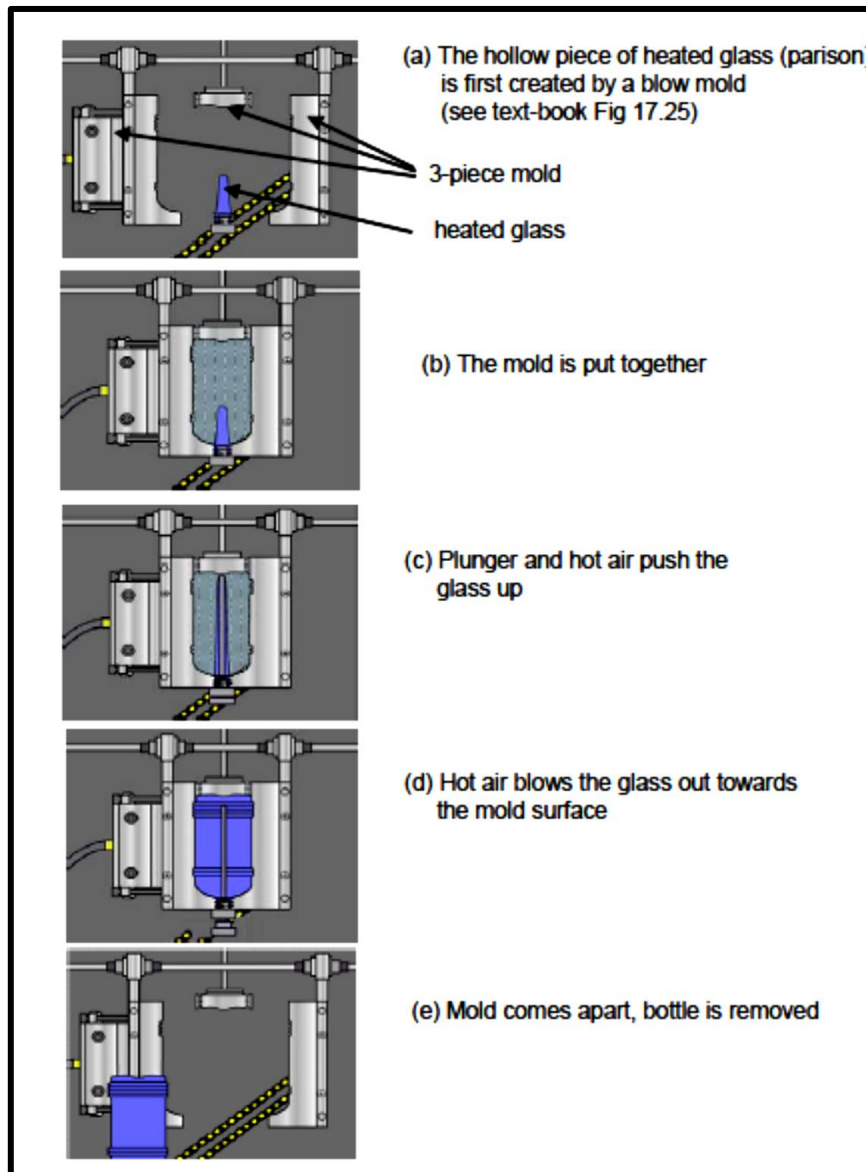 (a) The hollow piece of heated glass (parison)
is first created by a blow mold
(see text-book Fig 17.25)
3-piece mold
heated glass
(b) The mold is put together
(c) Plunger and hot air push the
glass up
(d) Hot air blows the glass out towards
the mold surface
(e) Mold comes apart, bottle is removed